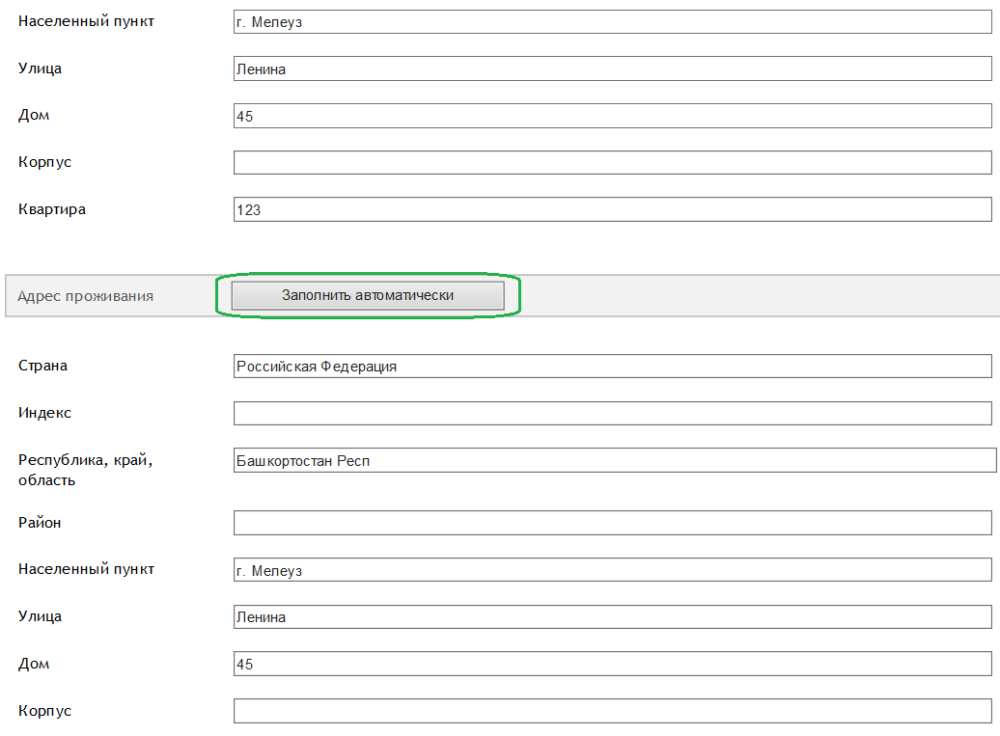 Населенный пункт г. Мелеуз
Улица Ленина
Дом 45
Корпус
Квартира 123
Адрес проживания Заполнить автоматически
Страна Российская Федерация
Индекс
Республика, край, Башкортостан Респ
область
Район
Населенный пункт г. Мелеуз
Улица Ленина
Дом 45
Корпус